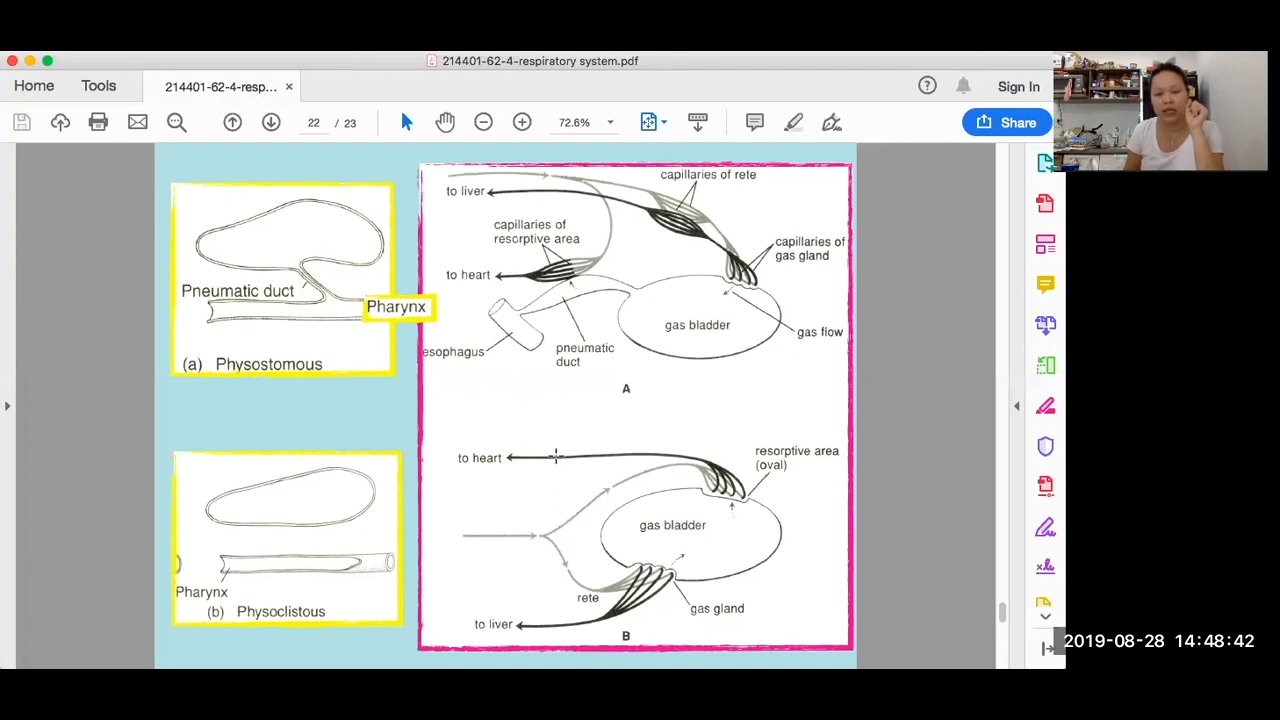 214401-62-4-respiratory system.pdf
Home
Tools
214401-62-4-resp... ×
Sign In
22 / 23
72.6%
Share
Pneumatic duct
Pharynx
(a) Physostomous
Pharynx
(b) Physoclistous
capillaries of rete
to liver
capillaries of
resorptive area
capillaries of
gas gland
to heart
gas bladder
gas flow
esophagus
pneumatic
duct
A
to heart
resorptive area
(oval)
gas bladder
rete
gas gland
to liver
B
2019-08-28 14:48:42